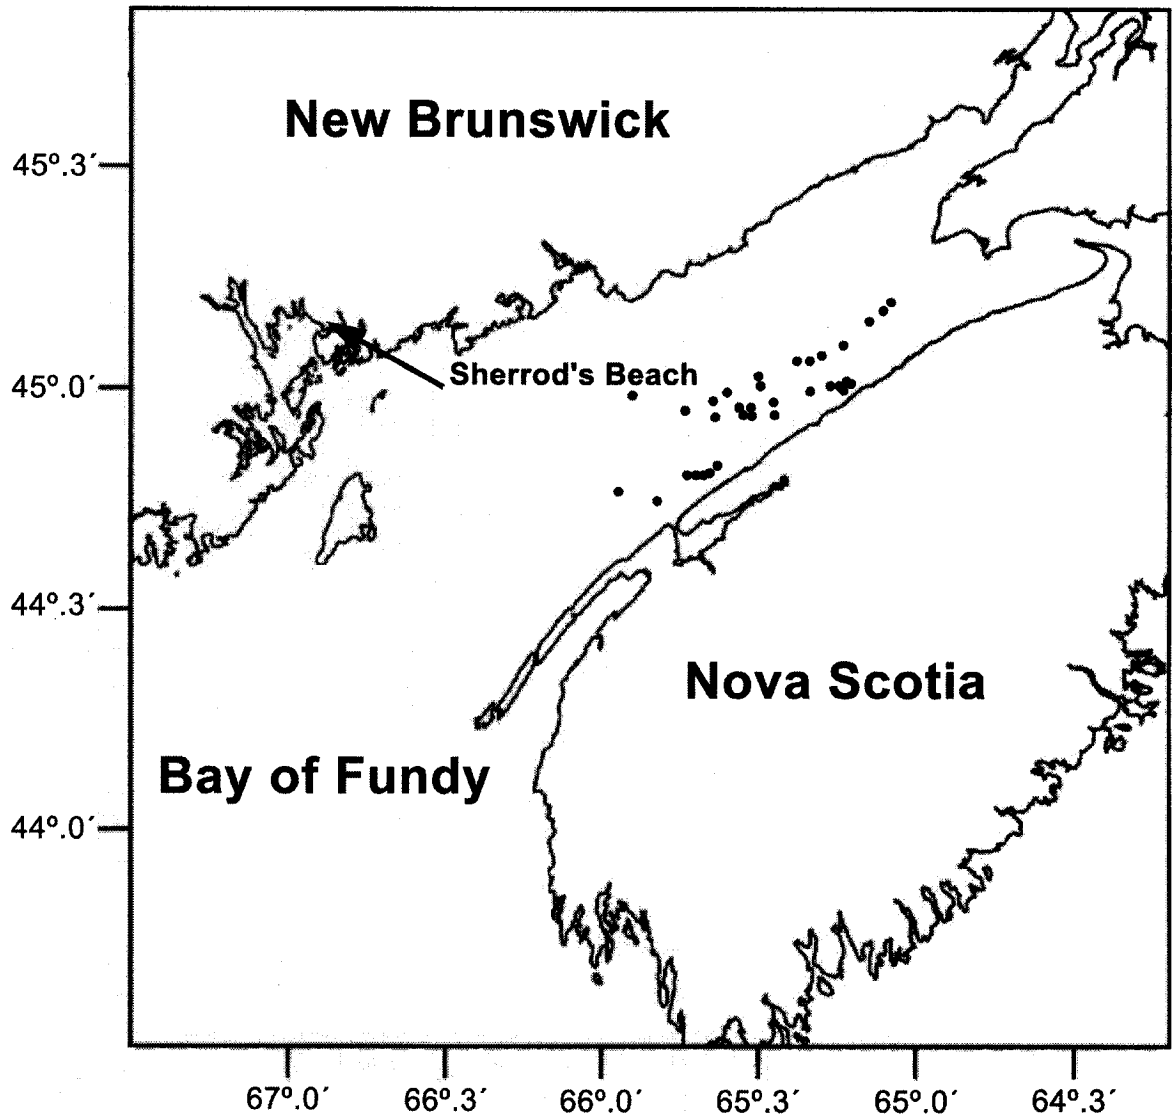 New Brunswick
45º.3´
Sherrod's Beach
45º.0´
44º.3´
Nova Scotia
Bay of Fundy
44º.0´
67º.0´ 66º.3´ 66º.0´ 65º.3´ 65º.0´ 64º.3´